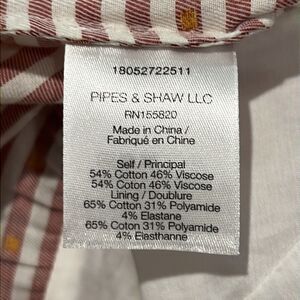 18052722511
PIPES & SHAW LLC
RN155820
Made in China /
Fabriqué en Chine
Self / Principal
54% Cotton 46% Viscose
54% Coton 46% Viscose
Lining / Doublure
65% Cotton 31% Polyamide
4% Elastane
65% Coton 31% Polyamide
4% Elasthanne